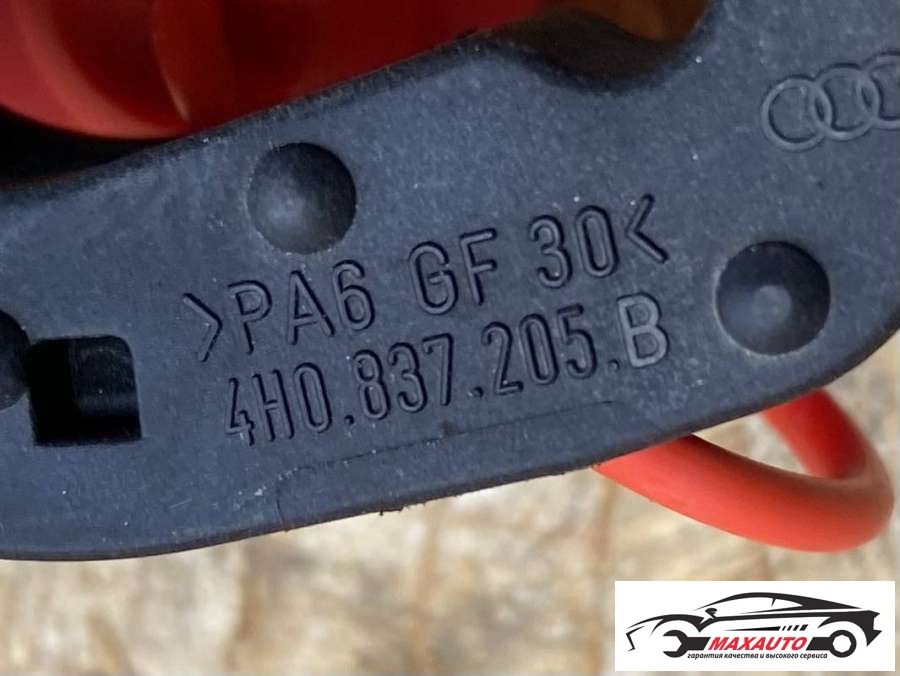 >PA6 GF 30<
4H0.837.205.B
MAXAUTO
гарантия качества и высокого сервиса